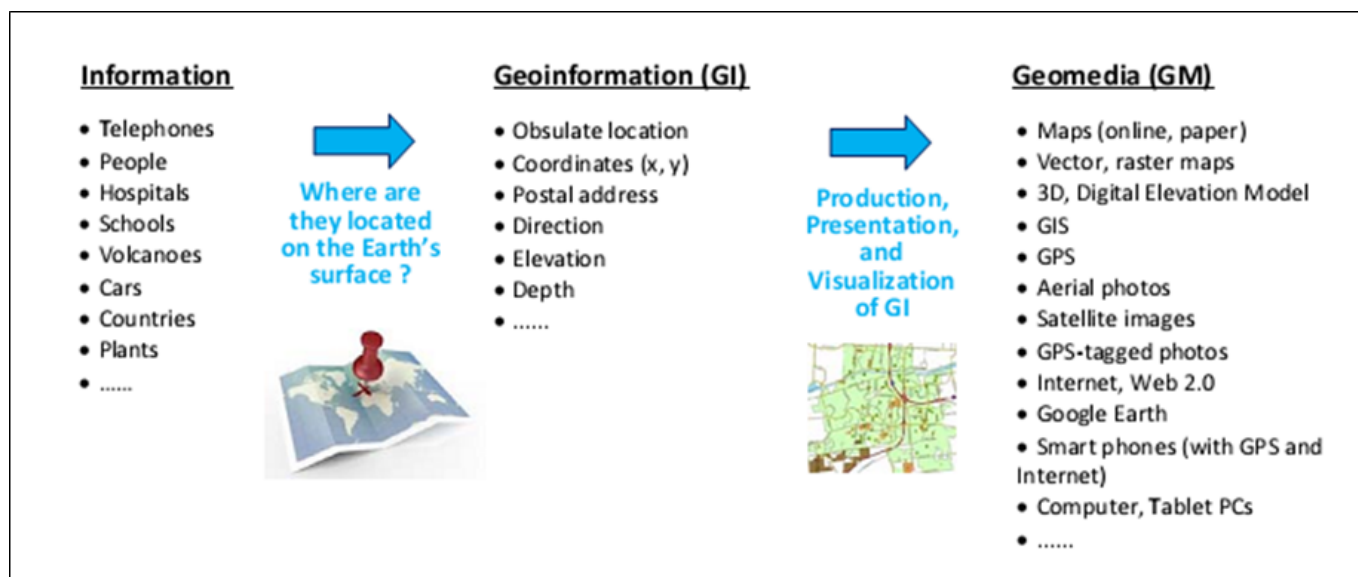 Information
• Telephones
• People
• Hospitals
• Schools
• Volcanoes
• Cars
• Countries
• Plants
• ......
Where are
they located
on the Earth’s
surface ?
Geoinformation (GI)
• Obsulate location
• Coordinates (x, y)
• Postal address
• Direction
• Elevation
• Depth
• ......
Production,
Presentation,
and
Visualization
of GI
Geomedia (GM)
• Maps (online, paper)
• Vector, raster maps
• 3D, Digital Elevation Model
• GIS
• GPS
• Aerial photos
• Satellite images
• GPS-tagged photos
• Internet, Web 2.0
• Google Earth
• Smart phones (with GPS and
Internet)
• Computer, Tablet PCs
• ......